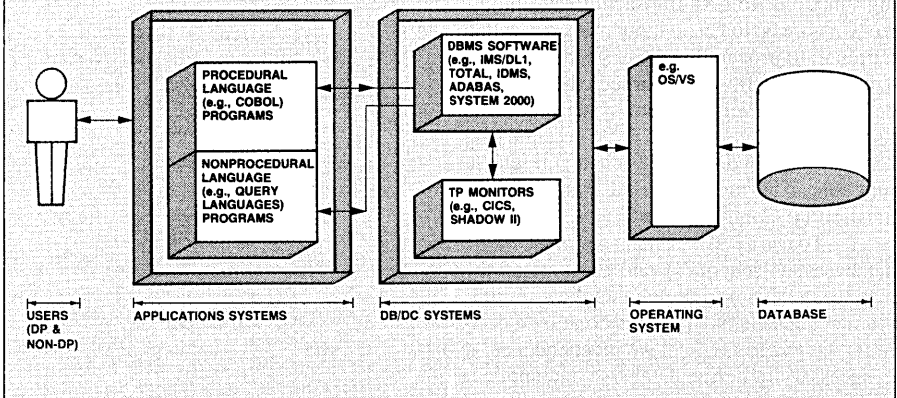 PROCEDURAL
LANGUAGE
(e.g., COBOL)
PROGRAMS
NONPROCEDURAL
LANGUAGE
(e.g., QUERY
LANGUAGES)
PROGRAMS
DBMS SOFTWARE
(e.g., IMS/DL1,
TOTAL, IDMS,
ADABAS,
SYSTEM 2000)
TP MONITORS
(e.g., CICS,
SHADOW II)
e.g.
OS/VS
USERS
(DP &
NON-DP)
APPLICATIONS SYSTEMS
DB/DC SYSTEMS
OPERATING
SYSTEM
DATABASE